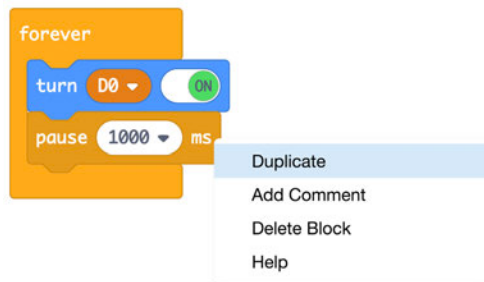 forever
turn D0 ON
pause 1000 ms
Duplicate
Add Comment
Delete Block
Help